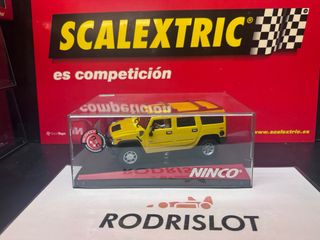 SCALEXTRIC
es competición
www.scalextric.es
NINCO
RODRISLOT